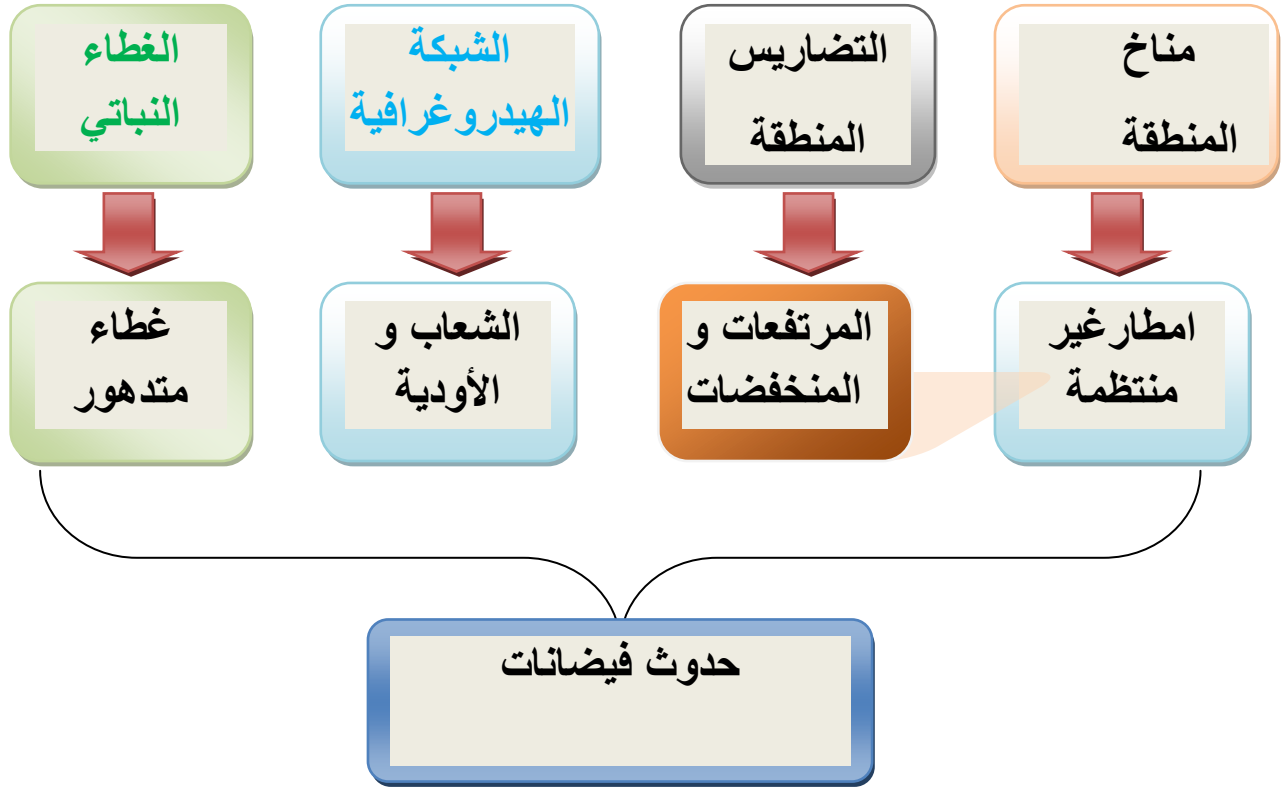 مناخ
المنطقة
التضاريس
المنطقة
الشبكة
الهيدروغرافية
الغطاء
النباتي
امطارغير
منتظمة
المرتفعات و
المنخفضات
الشعاب و
الأودية
غطاء
متدهور
حدوث فيضانات